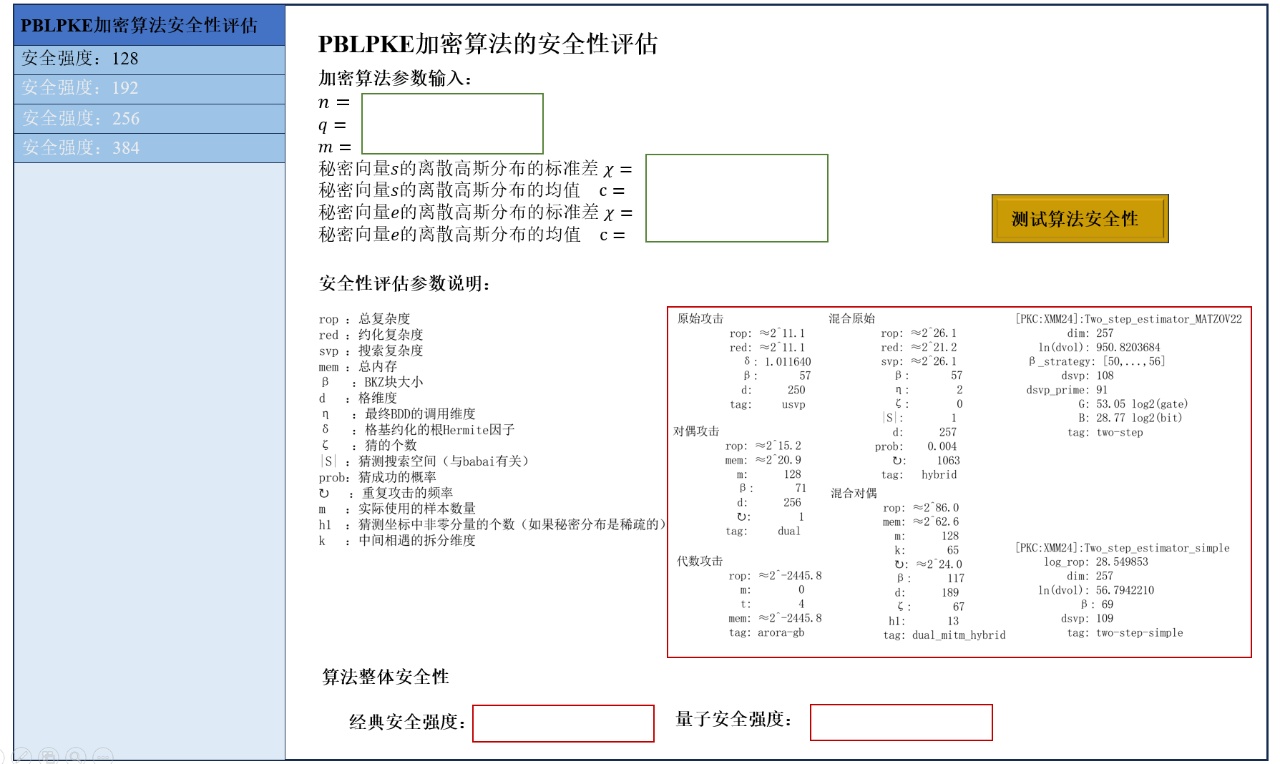 PBLPKE加密算法安全性评估
安全强度：128
安全强度：192
安全强度：256
安全强度：384
PBLPKE加密算法的安全性评估
加密算法参数输入：
n =
q =
m =
秘密向量s的离散高斯分布的标准差 χ =
秘密向量s的离散高斯分布的均值 c =
秘密向量e的离散高斯分布的标准差 χ =
秘密向量e的离散高斯分布的均值 c =
测试算法安全性
安全性评估参数说明：
rop ：总复杂度
red ：约化复杂度
svp ：搜索复杂度
mem ：总内存
β ：BKZ块大小
d ：格维度
η ：最终BDD的调用维度
δ ：格基约化的根Hermite因子
ζ ：猜的个数
|S| ：猜测搜索空间（与babai有关）
prob：猜成功的概率
↻ ：重复攻击的频率
m ：实际使用的样本数量
h1 ：猜测坐标中非零分量的个数（如果秘密分布是稀疏的）
k ：中间相遇的拆分维度
原始攻击
rop: ≈2^11.1
red: ≈2^11.1
δ: 1.011640
β: 57
d: 250
tag: usvp
对偶攻击
rop: ≈2^15.2
mem: ≈2^20.9
m: 128
β: 71
d: 256
↻: 1
tag: dual
代数攻击
rop: ≈2^-2445.8
m: 0
t: 4
mem: ≈2^-2445.8
tag: arora-gb
混合原始
rop: ≈2^26.1
red: ≈2^21.2
svp: ≈2^26.1
β: 57
η: 2
ζ: 0
|S|: 1
d: 257
prob: 0.004
↻: 1063
tag: hybrid
混合对偶
rop: ≈2^86.0
mem: ≈2^62.6
m: 128
k: 65
↻: ≈2^24.0
β: 117
d: 189
ζ: 67
h1: 13
tag: dual_mitm_hybrid
[PKC:XMM24]:Two_step_estimator_MATZOV22
dim: 257
ln(dvol): 950.8203684
β_strategy: [50,...,56]
dsvp: 108
dsvp_prime: 91
G: 53.05 log2(gate)
B: 28.77 log2(bit)
tag: two-step
[PKC:XMM24]:Two_step_estimator_simple
log_rop: 28.549853
dim: 257
ln(dvol): 56.7942210
β: 69
dsvp: 109
tag: two-step-simple
算法整体安全性
经典安全强度：
量子安全强度：